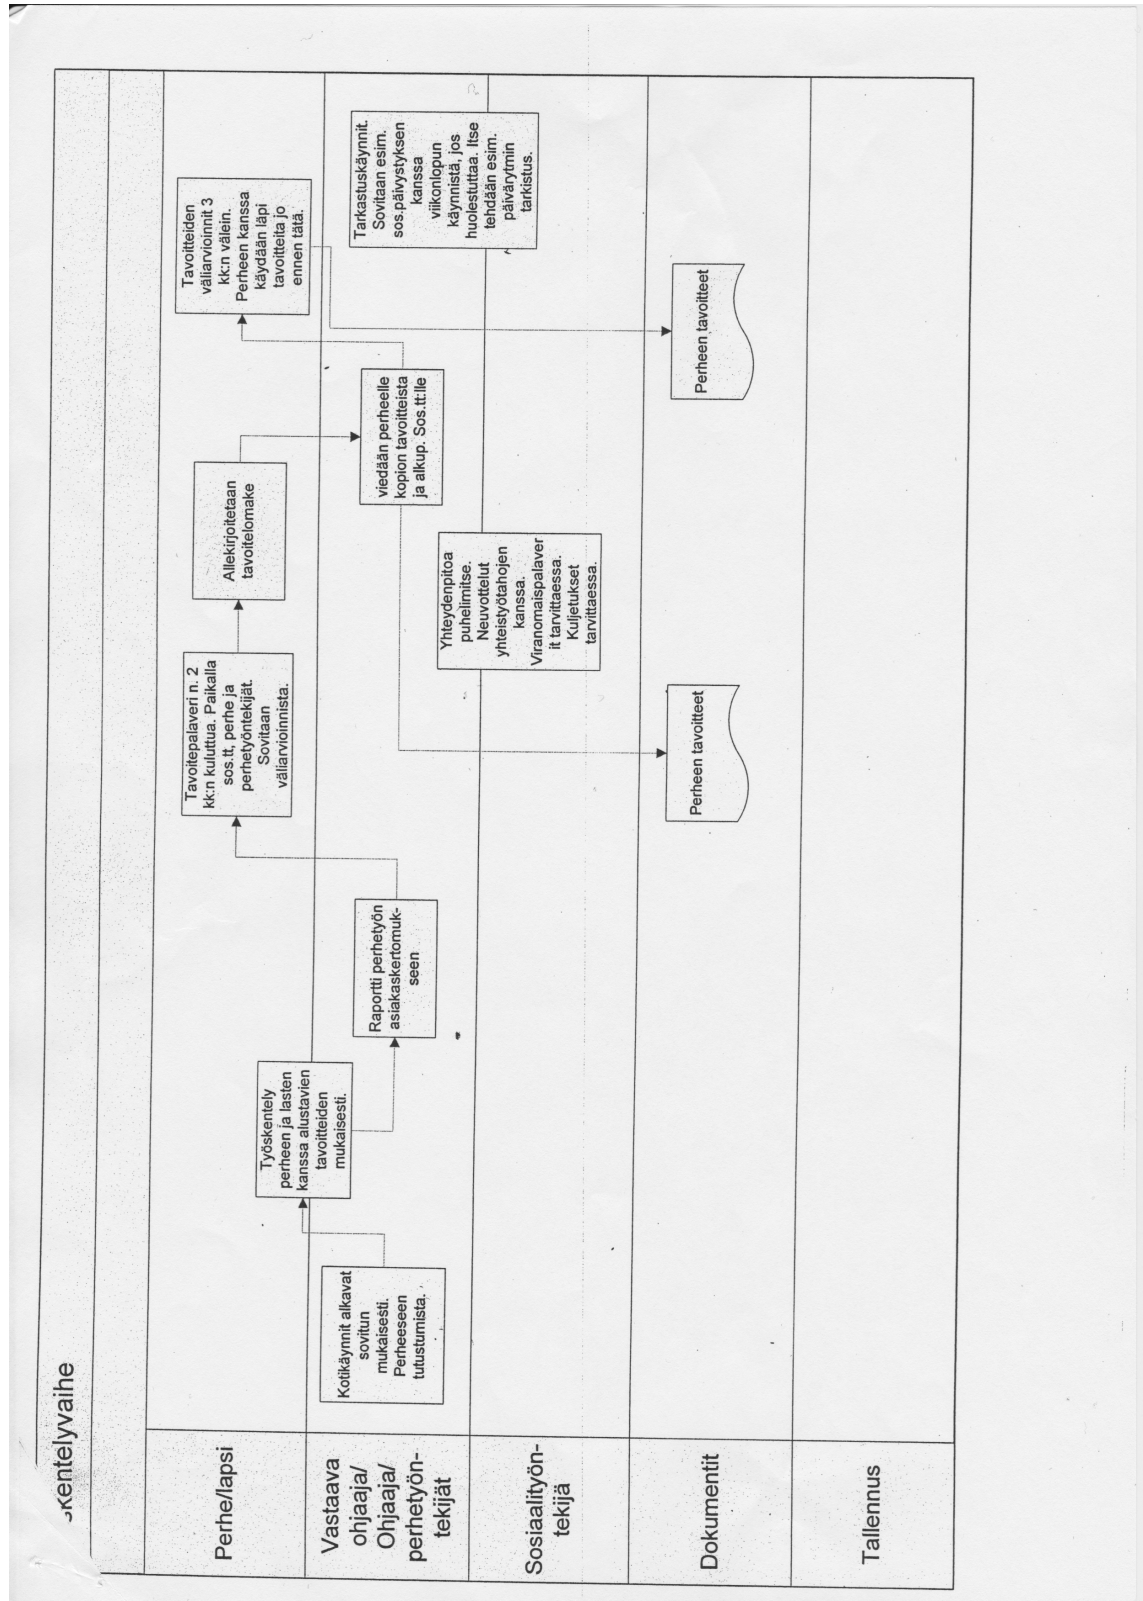 skentelyvaihe
Perhe/lapsi
Vastaava
ohjaaja/
Ohjaaja/
perhetyön-
tekijät
Sosiaalityön-
tekijä
Dokumentit
Tallennus
Kotikäynnit alkavat
sovitun
mukaisesti.
Perheeseen
tutustumista.
Työskentely
perheen ja lasten
kanssa alustavien
tavoitteiden
mukaisesti.
Raportti perhetyön
asiakaskertomuk-
seen
Tavoitepalaveri n. 2
kk:n kuluttua. Paikalla
sos.tt, perhe ja
perhetyöntekijät.
Sovitaan
väliarvioinnista.
Allekirjoitetaan
tavoitelomake
viedään perheelle
kopion tavoitteista
ja alkup. Sos.tt:lle
Perheen tavoitteet
Yhteydenpitoa
puhelimitse.
Neuvottelut
yhteistyötahojen
kanssa.
Viranomaispalaver
it tarvittaessa.
Kuljetukset
tarvittaessa.
Tavoitteiden
väliarvioinnit 3
kk:n välein.
Perheen kanssa
käydään läpi
tavoitteita jo
ennen tätä.
Perheen tavoitteet
Tarkastuskäynnit.
Sovitaan esim.
sos.päivystyksen
kanssa
viikonlopun
käynnistä, jos
huolestuttaa. Itse
tehdään esim.
päivärytmin
tarkistus.